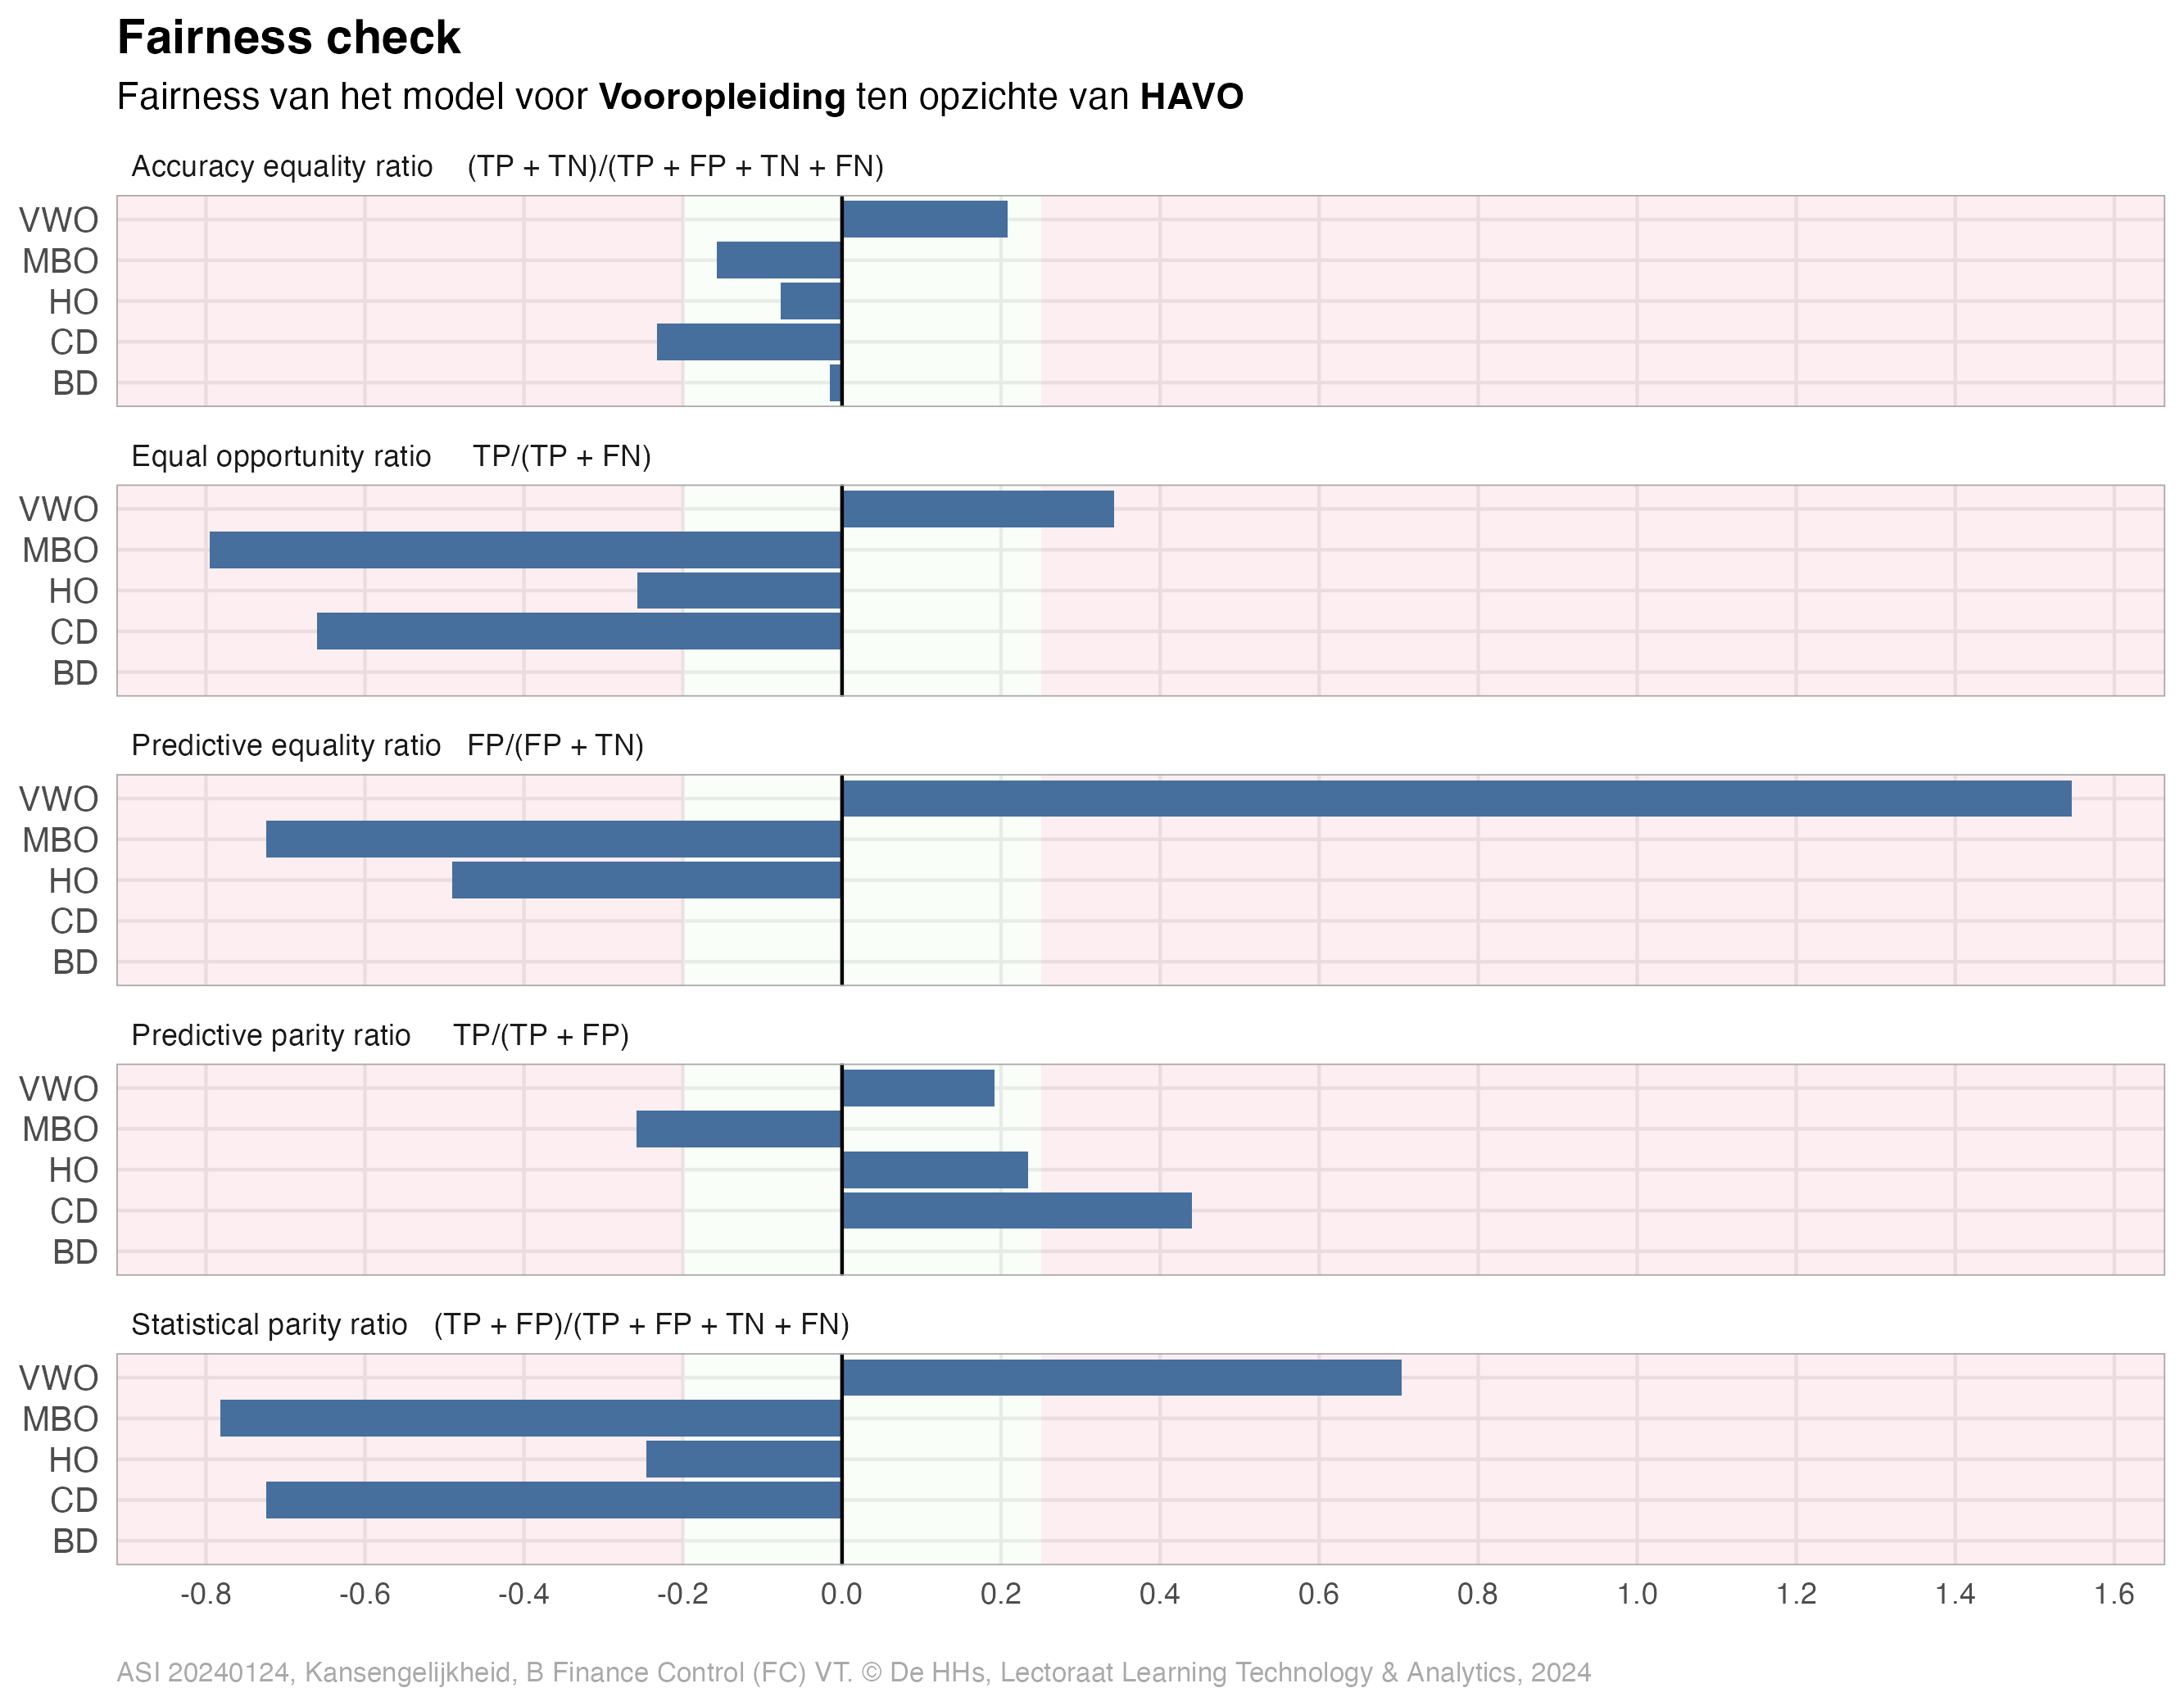 Fairness check
Fairness van het model voor Vooropleiding ten opzichte van HAVO
Accuracy equality ratio (TP + TN)/(TP + FP + TN + FN)
VWO
MBO
HO
CD
BD
Equal opportunity ratio TP/(TP + FN)
VWO
MBO
HO
CD
BD
Predictive equality ratio FP/(FP + TN)
VWO
MBO
HO
CD
BD
Predictive parity ratio TP/(TP + FP)
VWO
MBO
HO
CD
BD
Statistical parity ratio (TP + FP)/(TP + FP + TN + FN)
VWO
MBO
HO
CD
BD
-0.8 -0.6 -0.4 -0.2 0.0 0.2 0.4 0.6 0.8 1.0 1.2 1.4 1.6
ASI 20240124, Kansengelijkheid, B Finance Control (FC) VT. © De HHs, Lectoraat Learning Technology & Analytics, 2024